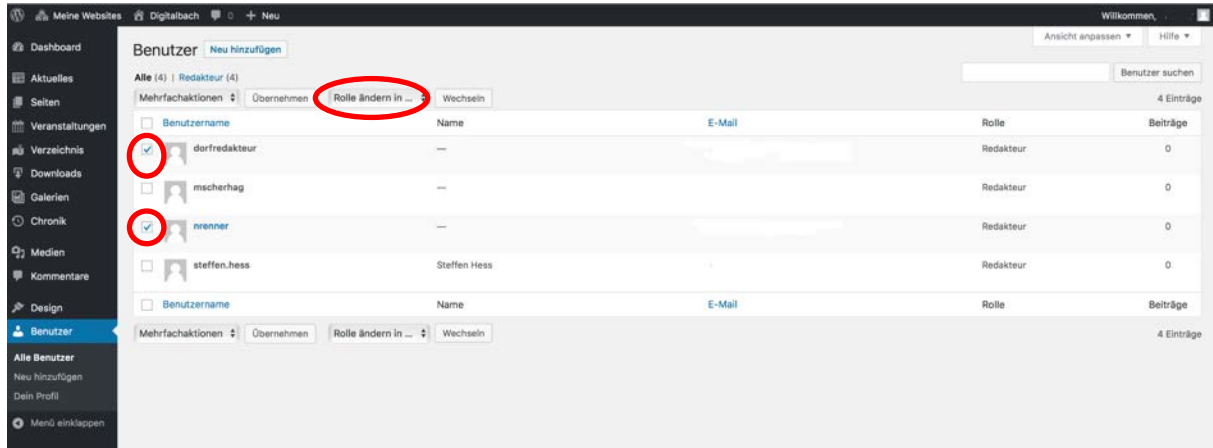 Meine Websites Digitalbach 0 + Neu Willkommen,
Dashboard
Aktuelles
Seiten
Veranstaltungen
Verzeichnis
Downloads
Galerien
Chronik
Medien
Kommentare
Design
Benutzer
Alle Benutzer
Neu hinzufügen
Dein Profil
Menü einklappen
Ansicht anpassen Hilfe
Benutzer Neu hinzufügen
Alle (4) | Redakteur (4) Benutzer suchen
Mehrfachaktionen Übernehmen Rolle ändern in ... Wechseln 4 Einträge
Benutzername Name E-Mail Rolle Beiträge
dorfredakteur — Redakteur 0
mscherhag — Redakteur 0
nrenner — Redakteur 0
steffen.hess Steffen Hess Redakteur 0
Benutzername Name E-Mail Rolle Beiträge
Mehrfachaktionen Übernehmen Rolle ändern in ... Wechseln 4 Einträge